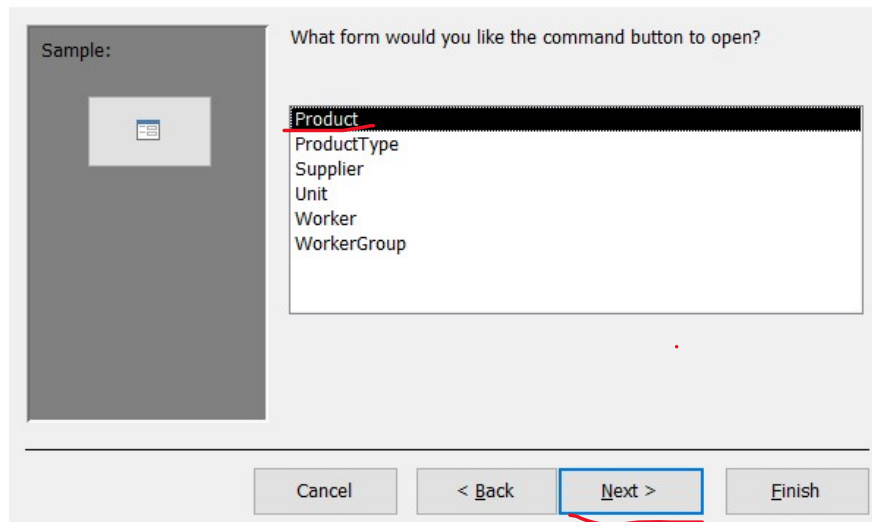 Sample:
What form would you like the command button to open?
Product
ProductType
Supplier
Unit
Worker
WorkerGroup
Cancel
< Back
Next >
Finish